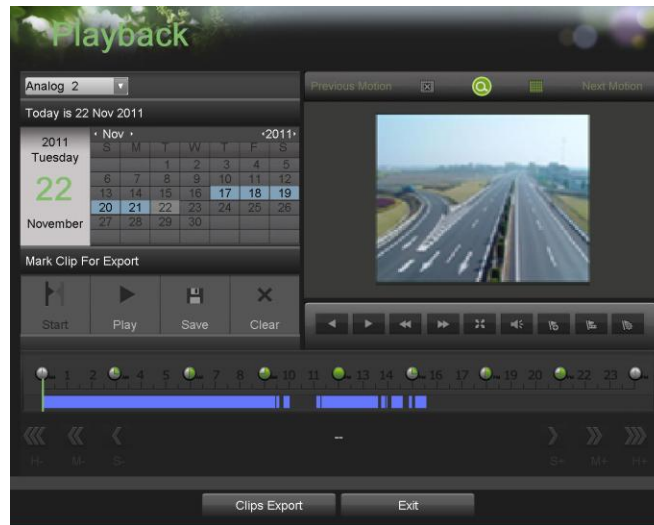 Playback
Analog 2
Today is 22 Nov 2011
2011
Tuesday
22
November
Nov 2011
S M T W T F S
1 2 3 4 5
6 7 8 9 10 11 12
13 14 15 16 17 18 19
20 21 22 23 24 25 26
27 28 29 30
Mark Clip For Export
Start Play Save Clear
Previous Motion Next Motion
1 2 4 5 7 8 10 11 13 14 16 17 19 20 22 23
--
H- M- S- S+ M+ H+
Clips Export Exit